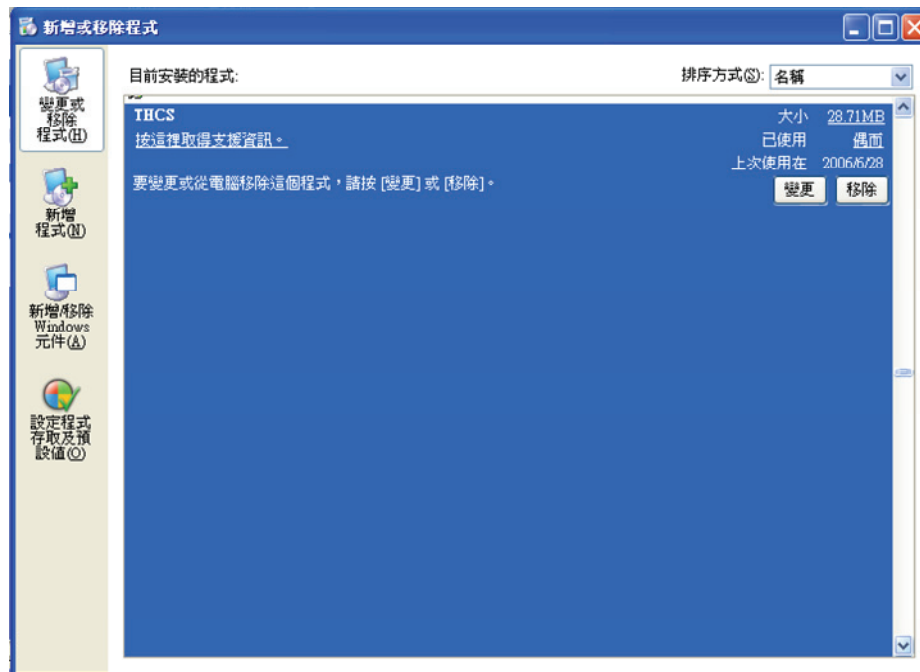 新增或移除程式
變更或
移除
程式(H)
新增
程式(N)
新增/移除
Windows
元件(A)
設定程式
存取及預
設值(O)
目前安裝的程式:
排序方式(S): 名稱
THCS
大小 28.71MB
按這裡取得支援資訊。
已使用 偶而
上次使用在 2006/6/28
要變更或從電腦移除這個程式，請按 [變更] 或 [移除]。
變更 移除